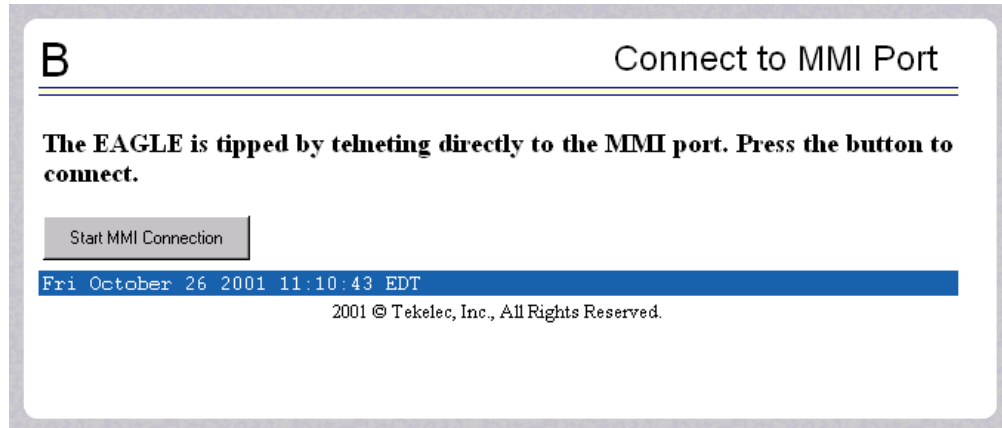 B
Connect to MMI Port
The EAGLE is tipped by telneting directly to the MMI port. Press the button to
connect.
Start MMI Connection
Fri October 26 2001 11:10:43 EDT
2001 © Tekelec, Inc., All Rights Reserved.